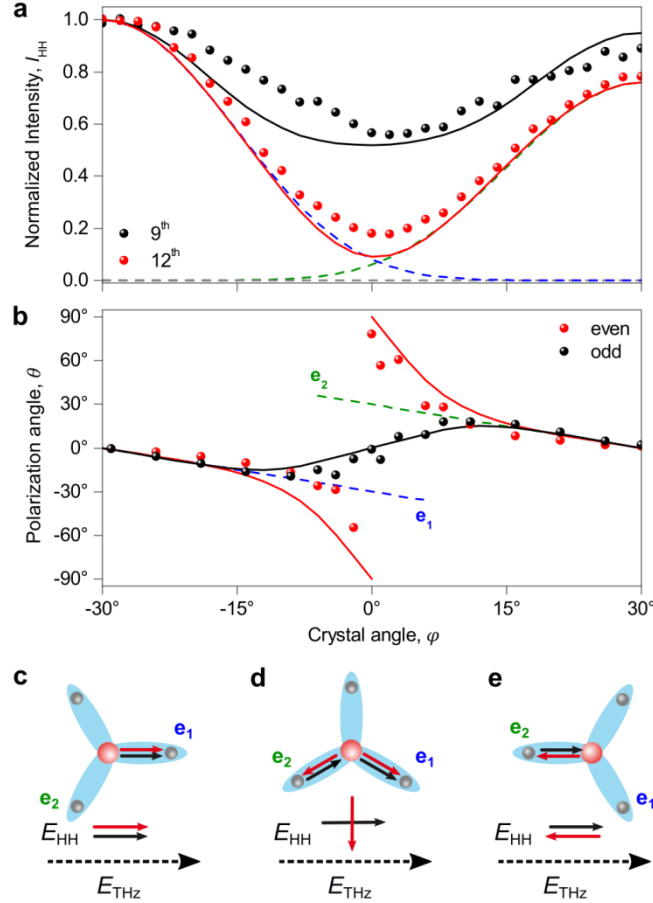 a
Normalized Intensity, I_HH
1.0
0.8
0.6
0.4
0.2
0.0
9th
12th
b
Polarization angle, θ
90°
60°
30°
0°
-30°
-60°
-90°
even
odd
e2
e1
-30° -15° 0° 15° 30°
Crystal angle, φ
c d e
e1
e2
E_HH
E_THz
e2
e1
E_HH
E_THz
e2
e1
E_HH
E_THz